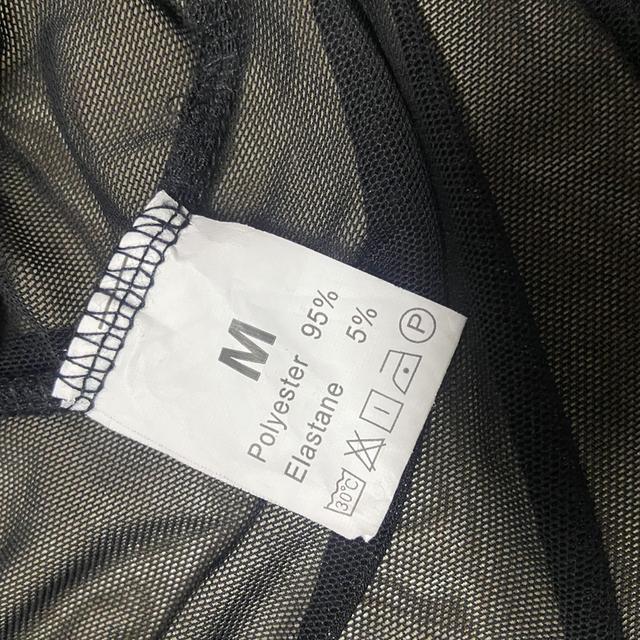 M
Polyester 95%
Elastane 5%
30°C P